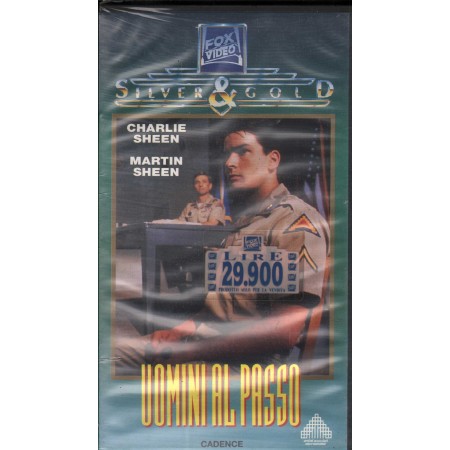 FOX
VIDEO
SILVER & GOLD
CHARLIE
SHEEN
MARTIN
SHEEN
LIRE
29.900
UOMINI AL PASSO
CADENCE